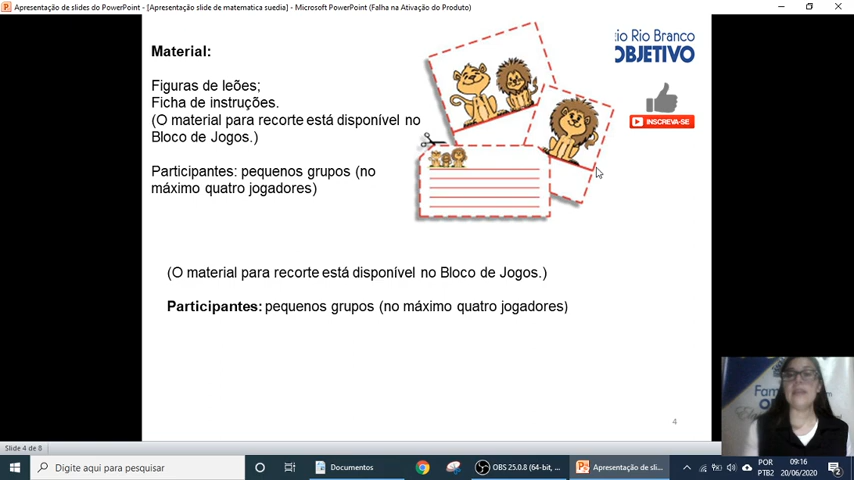 Apresentação de slides do PowerPoint - [Apresentação slide de matematica suedia] - Microsoft PowerPoint (Falha na Ativação do Produto)
Material:
Figuras de leões;
Ficha de instruções.
(O material para recorte está disponível no
Bloco de Jogos.)
Participantes: pequenos grupos (no
máximo quatro jogadores)
io Rio Branco
OBJETIVO
INSCREVA-SE
(O material para recorte está disponível no Bloco de Jogos.)
Participantes: pequenos grupos (no máximo quatro jogadores)
4
Slide 4 de 8
Digite aqui para pesquisar
Documentos
OBS 25.0.8 (64-bit, ...
Apresentação de sli...
POR
PTB2
09:16
20/06/2020
2